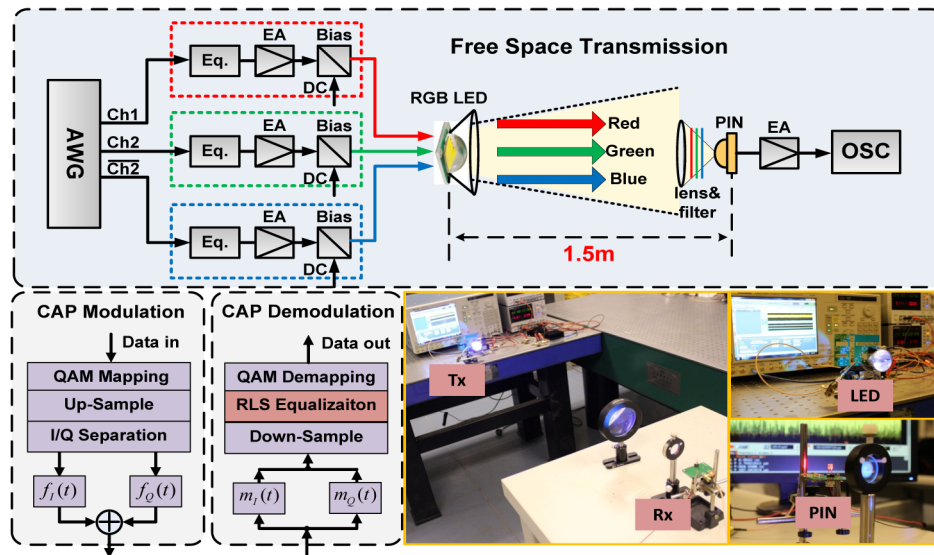 Free Space Transmission
AWG
Ch1
Ch2
C̅h̅2̅
Eq.
EA
Bias
DC
Eq.
EA
Bias
DC
Eq.
EA
Bias
DC
RGB LED
Red
Green
Blue
lens&
filter
PIN
EA
OSC
1.5m
CAP Modulation
Data in
QAM Mapping
Up-Sample
I/Q Separation
f_I(t)
f_Q(t)
CAP Demodulation
Data out
QAM Demapping
RLS Equalizaiton
Down-Sample
m_I(t)
m_Q(t)
Tx
Rx
LED
PIN